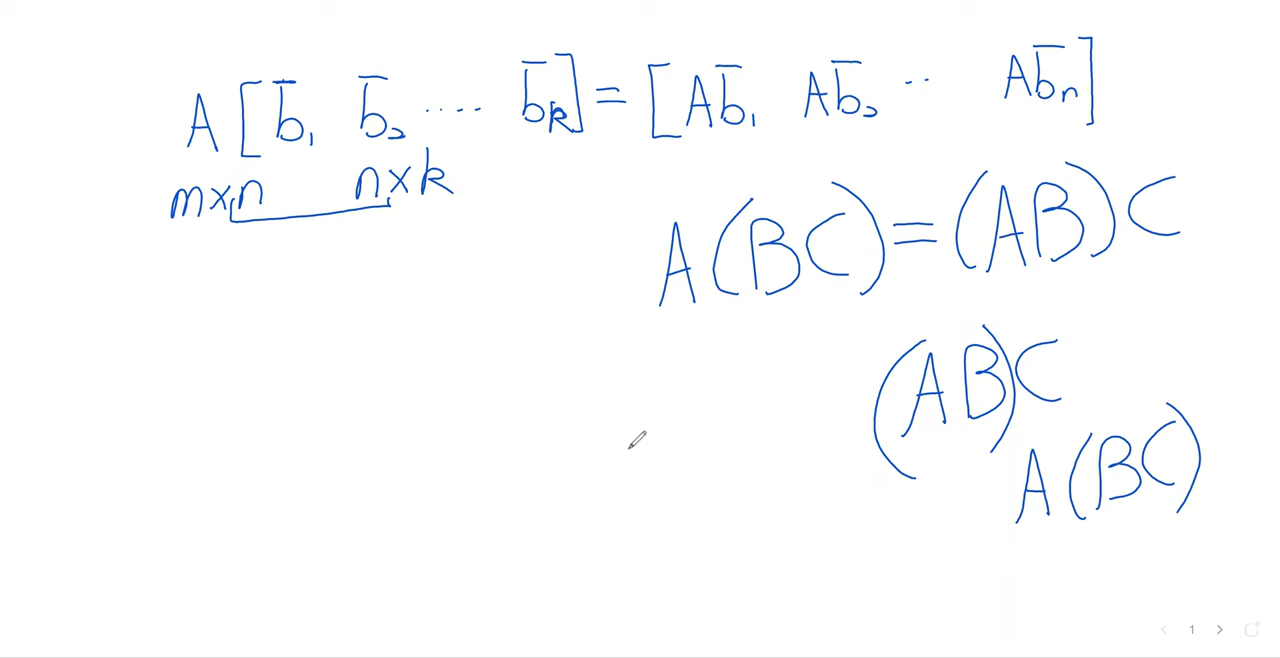 A [b̄₁ b̄₂ .... b̄ₖ] = [Ab̄₁ Ab̄₂ .. Ab̄ₙ]
m×n n×k
A(BC) = (AB)C
(AB)C
A(BC)
1